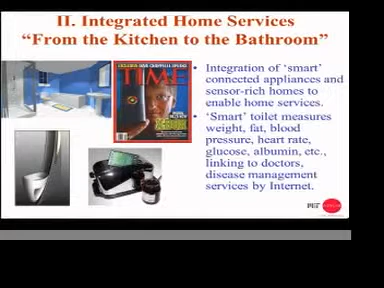 II. Integrated Home Services
“From the Kitchen to the Bathroom”
TIME
• Integration of ‘smart’
connected appliances and
sensor-rich homes to
enable home services.
• ‘Smart’ toilet measures
weight, fat, blood
pressure, heart rate,
glucose, albumin, etc.,
linking to doctors,
disease management
services by Internet.